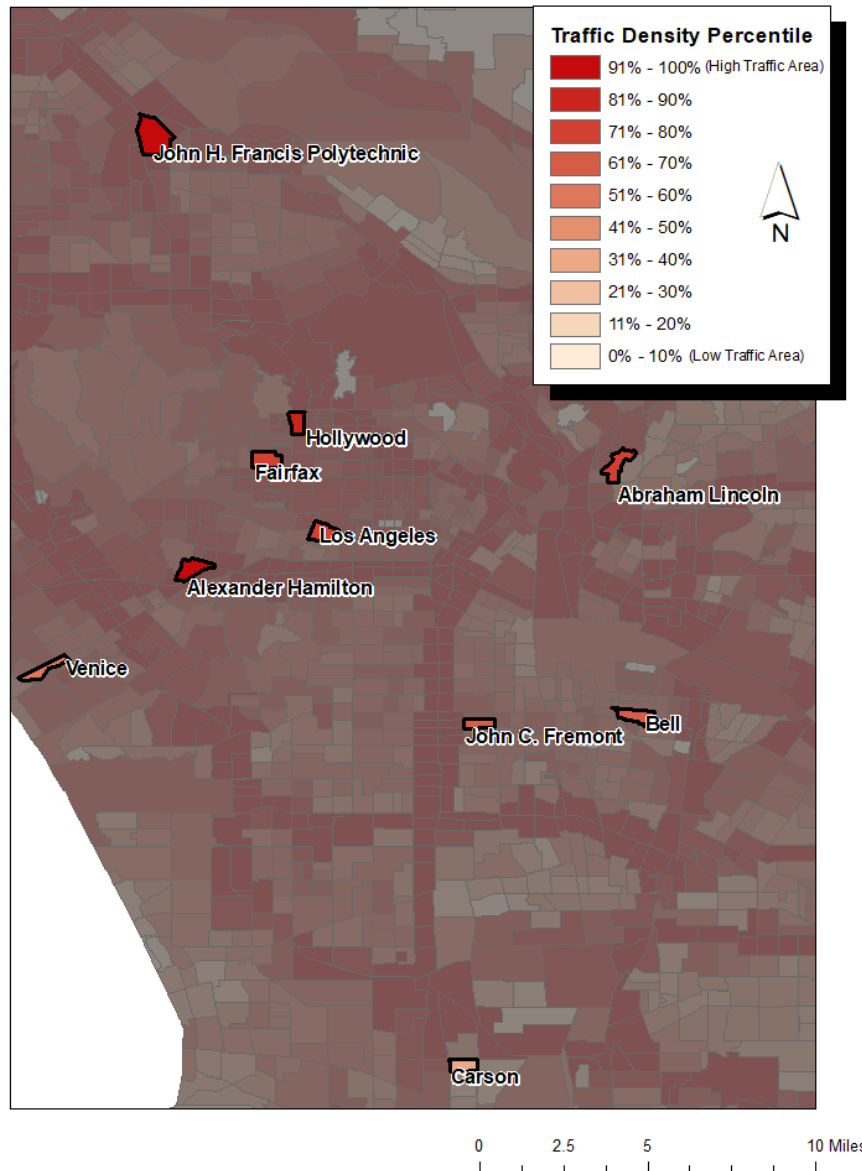 Traffic Density Percentile
91% - 100% (High Traffic Area)
81% - 90%
71% - 80%
61% - 70%
51% - 60%
41% - 50%
31% - 40%
21% - 30%
11% - 20%
0% - 10% (Low Traffic Area)
N
John H. Francis Polytechnic
Hollywood
Fairfax
Abraham Lincoln
Los Angeles
Alexander Hamilton
Venice
Bell
John C. Fremont
Carson
0 2.5 5 10 Miles